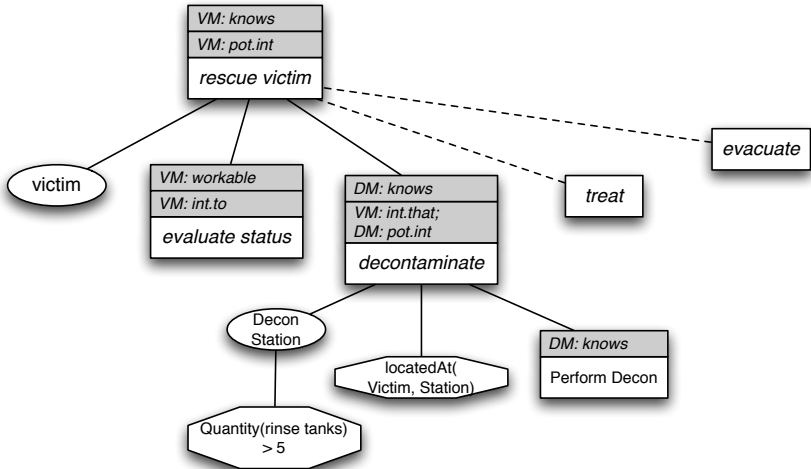 VM: knows
VM: pot.int
rescue victim
evacuate
victim
VM: workable
VM: int.to
evaluate status
DM: knows
VM: int.that;
DM: pot.int
decontaminate
treat
Decon
Station
locatedAt(
Victim, Station)
DM: knows
Perform Decon
Quantity(rinse tanks)
> 5